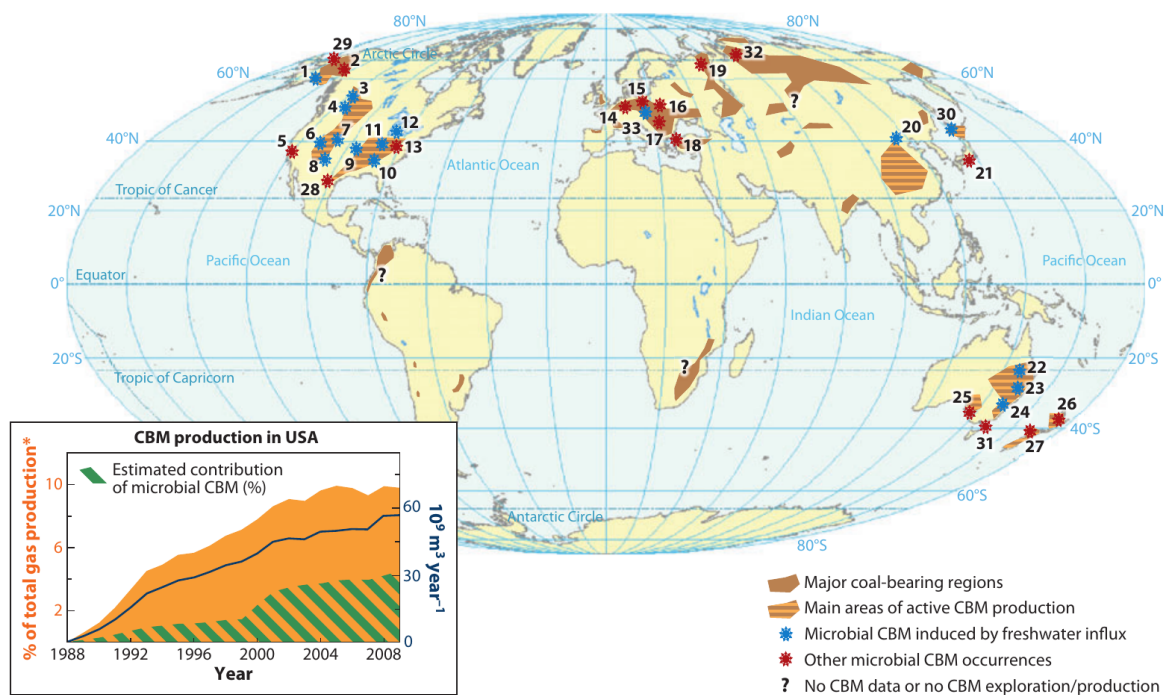 80°N
80°N
29
32
Arctic Circle
2
60°N
1
19
60°N
3
15
16
?
4
14
20
30
12
33
40°N
7
11
17
40°N
6
18
5
13
Atlantic Ocean
21
8
9
10
28
Tropic of Cancer
20°N
20°N
Pacific Ocean
Pacific Ocean
Equator
?
0°
0°
Indian Ocean
20°S
20°S
?
22
Tropic of Capricorn
23
25
24
26
40°S
31
27
60°S
Antarctic Circle
80°S
CBM production in USA
Estimated contribution
of microbial CBM (%)
% of total gas production*
10
6
2
10⁹ m³ year⁻¹
60
30
0
1988
1992
1996
2000
2004
2008
Year
Major coal-bearing regions
Main areas of active CBM production
Microbial CBM induced by freshwater influx
Other microbial CBM occurrences
? No CBM data or no CBM exploration/production